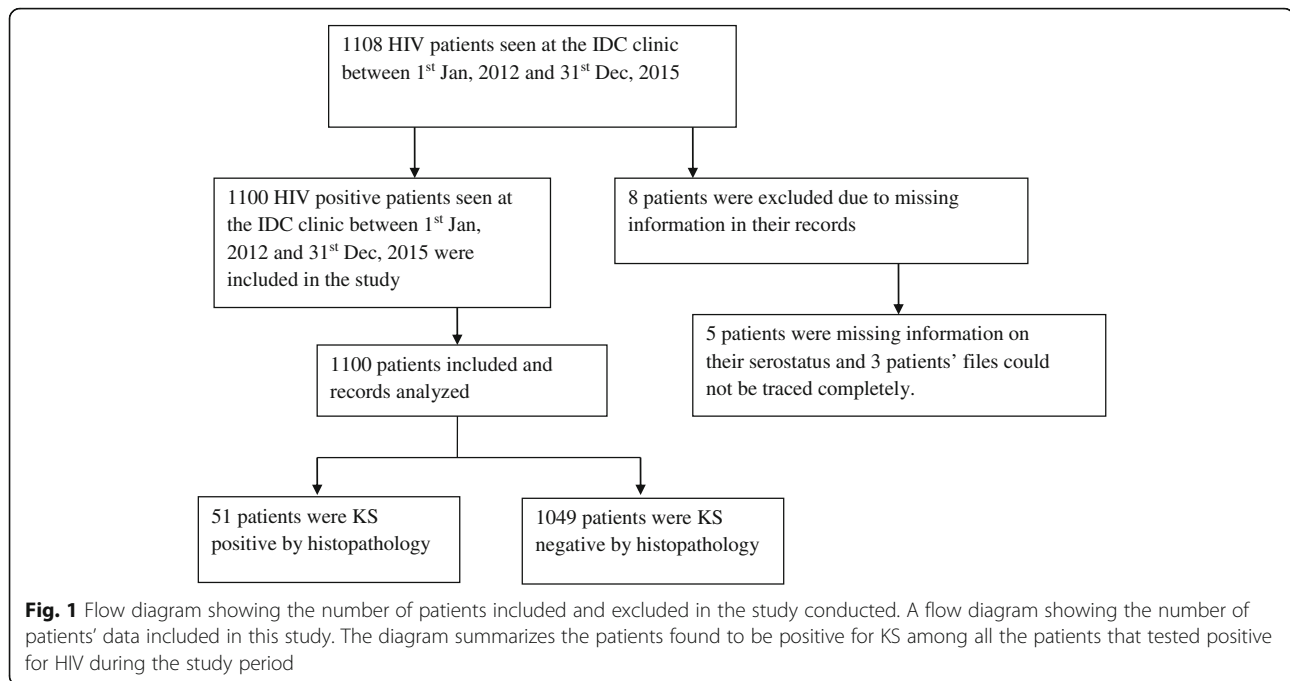 1108 HIV patients seen at the IDC clinic
between 1st Jan, 2012 and 31st Dec, 2015
1100 HIV positive patients seen at
the IDC clinic between 1st Jan,
2012 and 31st Dec, 2015 were
included in the study
8 patients were excluded due to missing
information in their records
5 patients were missing information on
their serostatus and 3 patients’ files could
not be traced completely.
1100 patients included and
records analyzed
51 patients were KS
positive by histopathology
1049 patients were KS
negative by histopathology
Fig. 1 Flow diagram showing the number of patients included and excluded in the study conducted. A flow diagram showing the number of
patients’ data included in this study. The diagram summarizes the patients found to be positive for KS among all the patients that tested positive
for HIV during the study period